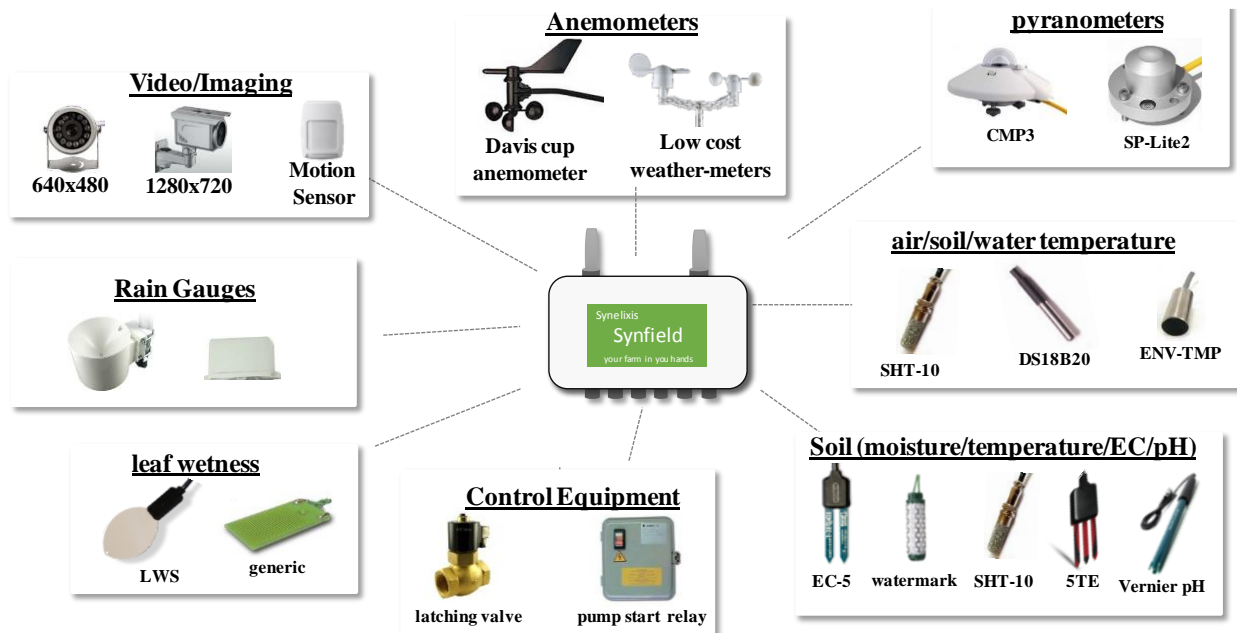 Anemometers
Davis cup
anemometer
Low cost
weather-meters
pyranometers
CMP3
SP-Lite2
Video/Imaging
640x480
1280x720
Motion
Sensor
air/soil/water temperature
SHT-10
DS18B20
ENV-TMP
Rain Gauges
Synelixis
Synfield
your farm in you hands
leaf wetness
LWS
generic
Control Equipment
latching valve
pump start relay
Soil (moisture/temperature/EC/pH)
EC-5
watermark
SHT-10
5TE
Vernier pH